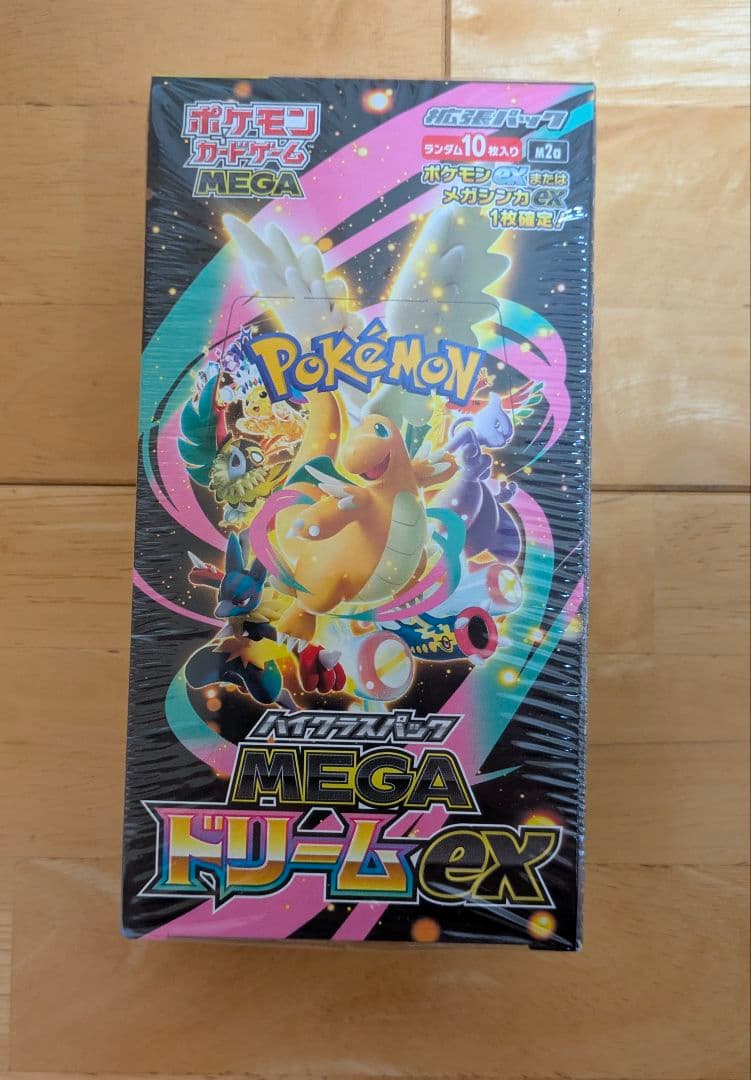 ポケモン
カードゲーム
MEGA
拡張パック
ランダム10枚入り M2a
ポケモンexまたは
メガシンカex
1枚確定!
POKéMON
ハイクラスパック
MEGA
ドリームex